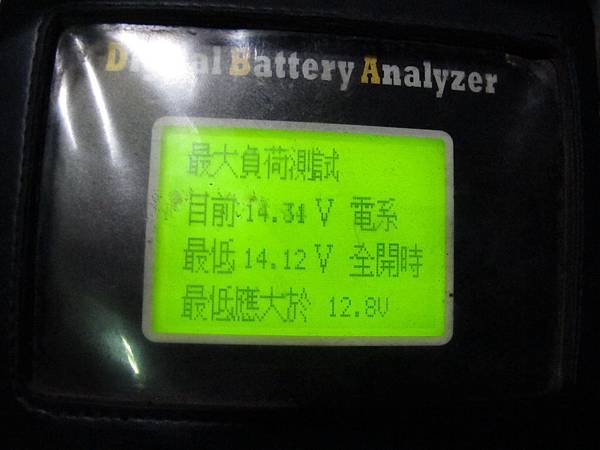 Digital Battery Analyzer
最大負荷測試
目前 14.31 V 電系
最低 14.12 V 全開時
最低應大於 12.8V